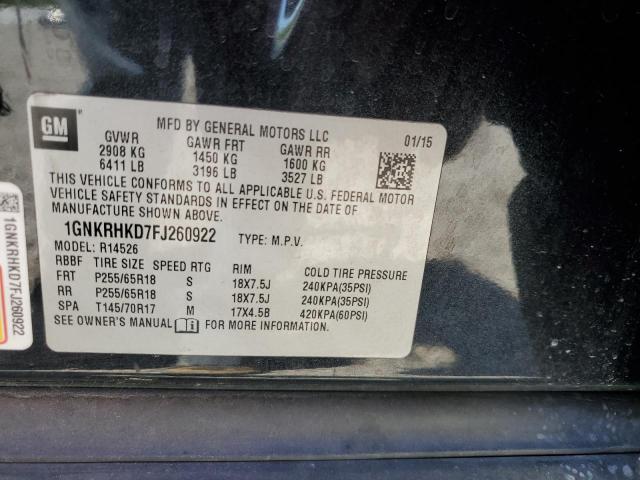 GM
MFD BY GENERAL MOTORS LLC 01/15
GVWR GAWR FRT GAWR RR
2908 KG 1450 KG 1600 KG
6411 LB 3196 LB 3527 LB
THIS VEHICLE CONFORMS TO ALL APPLICABLE U.S. FEDERAL MOTOR
VEHICLE SAFETY STANDARDS IN EFFECT ON THE DATE OF
MANUFACTURE SHOWN ABOVE.
1GNKRHKD7FJ260922 TYPE: M.P.V.
MODEL: R14526
RBBF TIRE SIZE SPEED RTG RIM COLD TIRE PRESSURE
FRT P255/65R18 S 18X7.5J 240KPA(35PSI)
RR P255/65R18 S 18X7.5J 240KPA(35PSI)
SPA T145/70R17 M 17X4.5B 420KPA(60PSI)
SEE OWNER'S MANUAL FOR MORE INFORMATION
1GNKRHKD7FJ260922